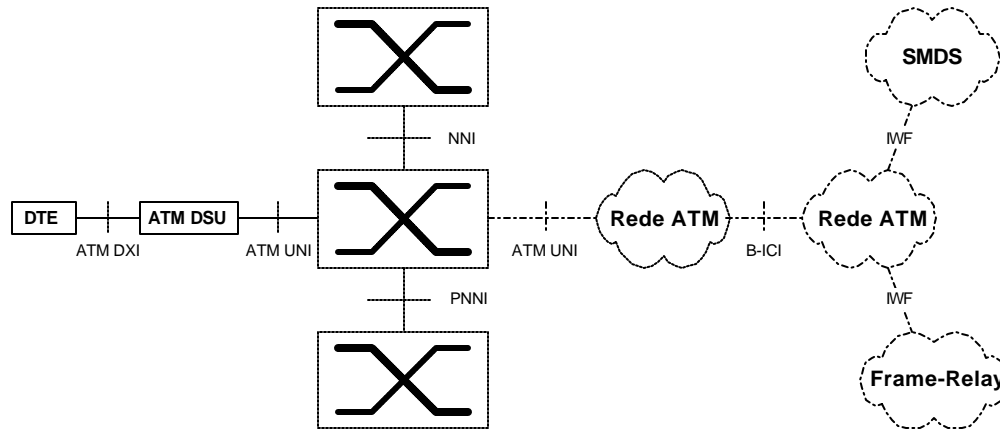 SMDS
NNI
IWF
DTE
ATM DSU
Rede ATM
Rede ATM
ATM DXI
ATM UNI
ATM UNI
B-ICI
PNNI
IWF
Frame-Relay